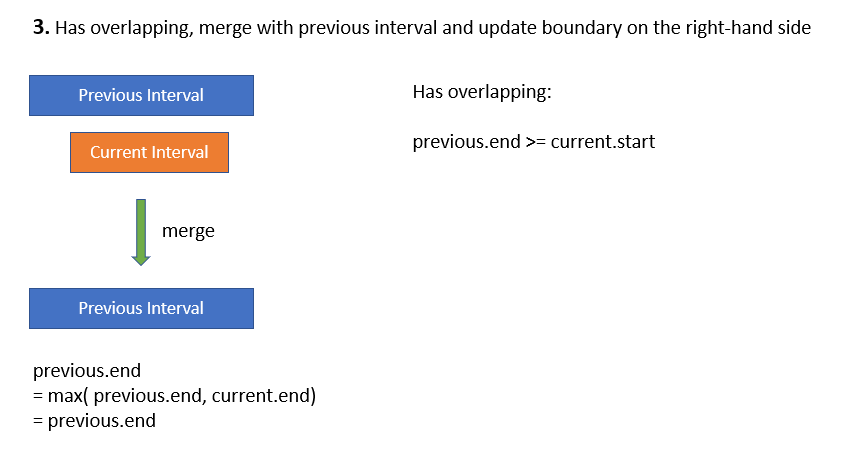 3. Has overlapping, merge with previous interval and update boundary on the right-hand side
Previous Interval
Has overlapping:
Current Interval
previous.end >= current.start
merge
Previous Interval
previous.end
= max( previous.end, current.end)
= previous.end